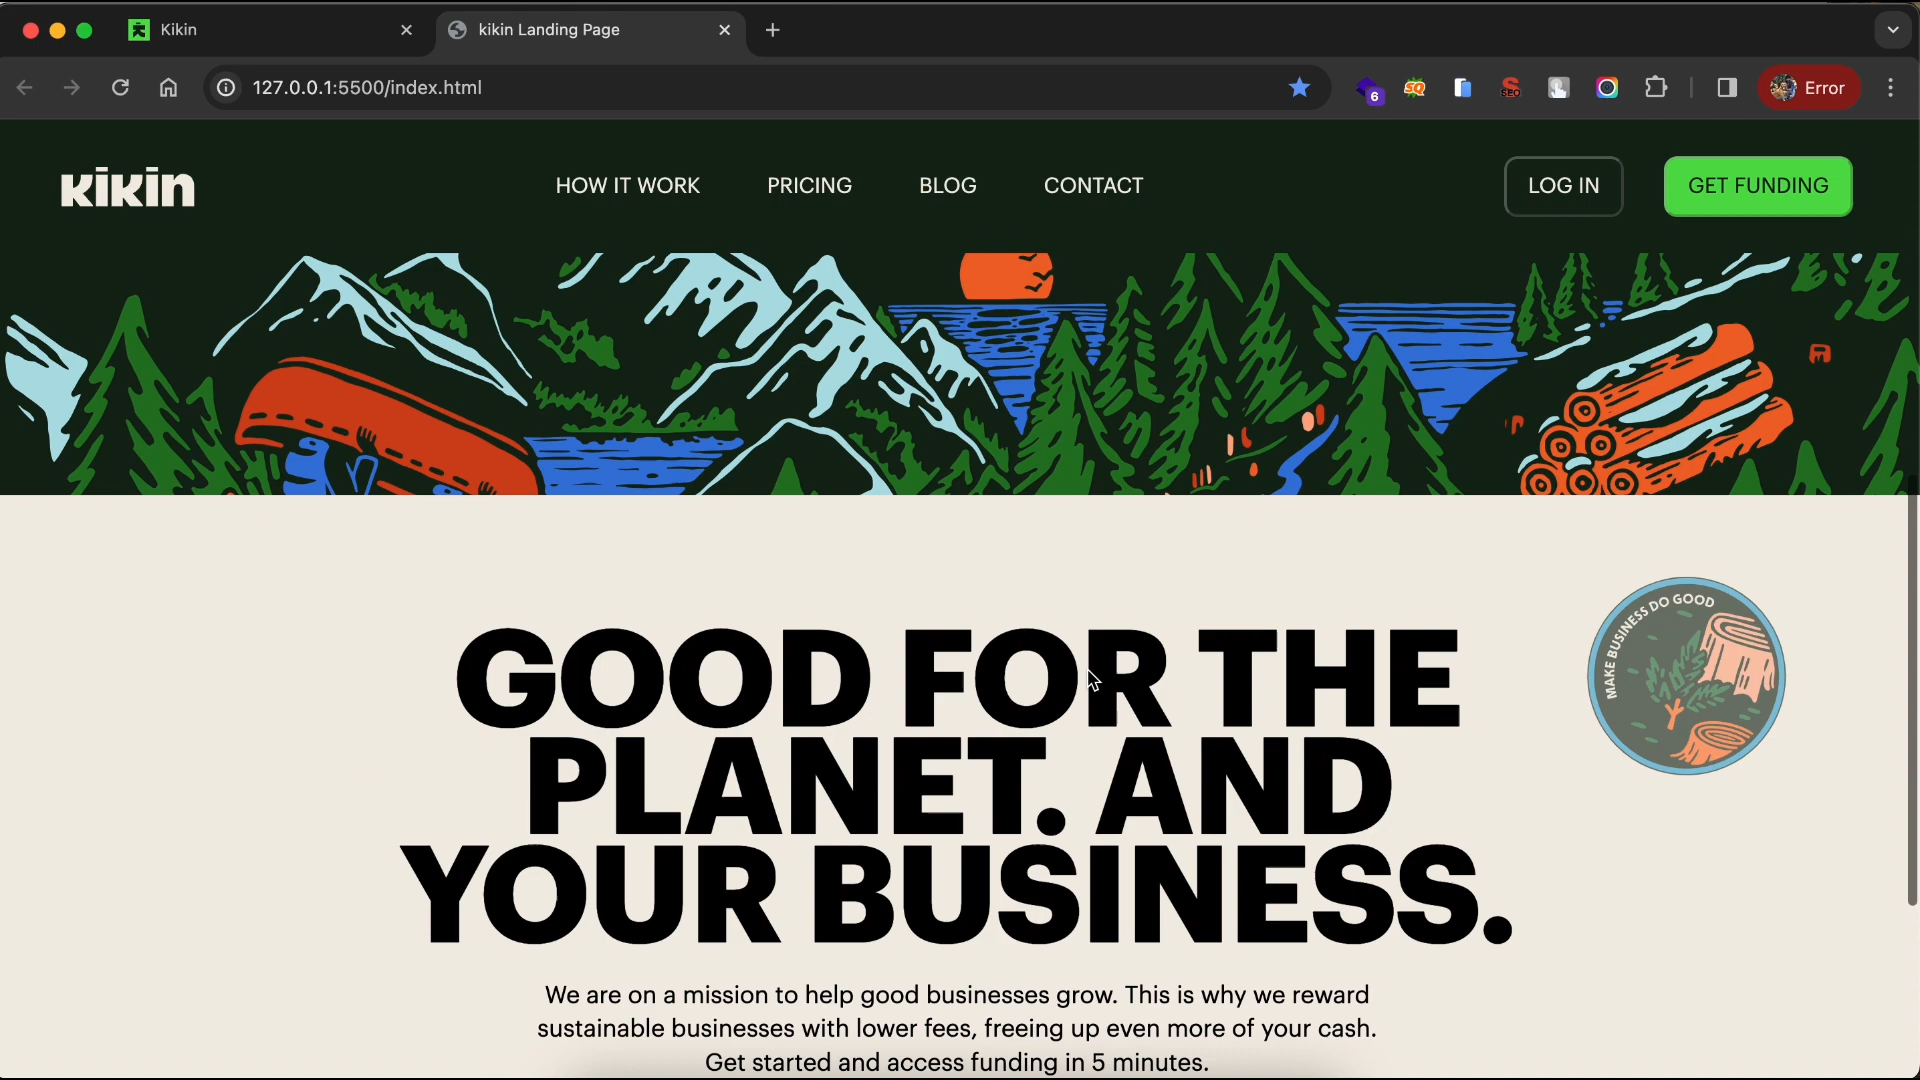 Kikin
kikin Landing Page
127.0.0.1:5500/index.html
6
SQ
SEO
Error
kikin
HOW IT WORK
PRICING
BLOG
CONTACT
LOG IN
GET FUNDING
MAKE BUSINESS DO GOOD
GOOD FOR THE
PLANET. AND
YOUR BUSINESS.
We are on a mission to help good businesses grow. This is why we reward
sustainable businesses with lower fees, freeing up even more of your cash.
Get started and access funding in 5 minutes.